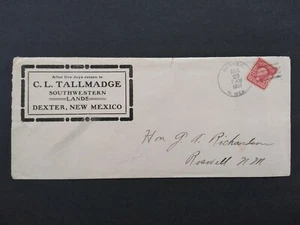 After five days return to
C. L. TALLMADGE
SOUTHWESTERN
LANDS
DEXTER, NEW MEXICO
Hon G. A. Richardson
Roswell N.M.